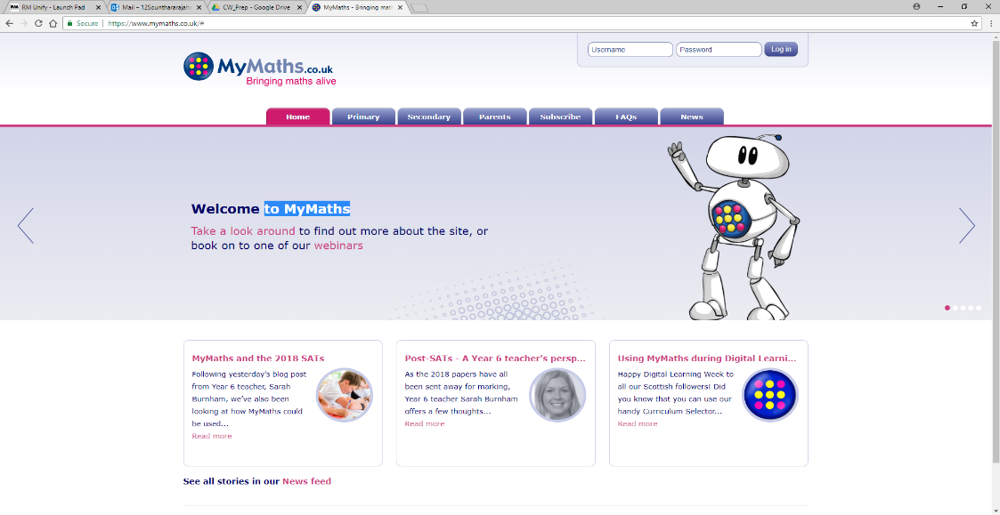 RM Unify - Launch Pad
Mail – 12Sounthararajah
CW_Prep - Google Drive
MyMaths - Bringing mat
Secure | https://www.mymaths.co.uk/#
Username Password Log in
MyMaths.co.uk
Bringing maths alive
Home Primary Secondary Parents Subscribe FAQs News
Welcome to MyMaths
Take a look around to find out more about the site, or
book on to one of our webinars
MyMaths and the 2018 SATs
Following yesterday's blog post
from Year 6 teacher, Sarah
Burnham, we've also been
looking at how MyMaths could
be used...
Read more
Post-SATs - A Year 6 teacher's persp...
As the 2018 papers have all
been sent away for marking,
Year 6 teacher Sarah Burnham
offers a few thoughts...
Read more
Using MyMaths during Digital Learni...
Happy Digital Learning Week to
all our Scottish followers! Did
you know that you can use our
handy Curriculum Selector...
Read more
See all stories in our News feed